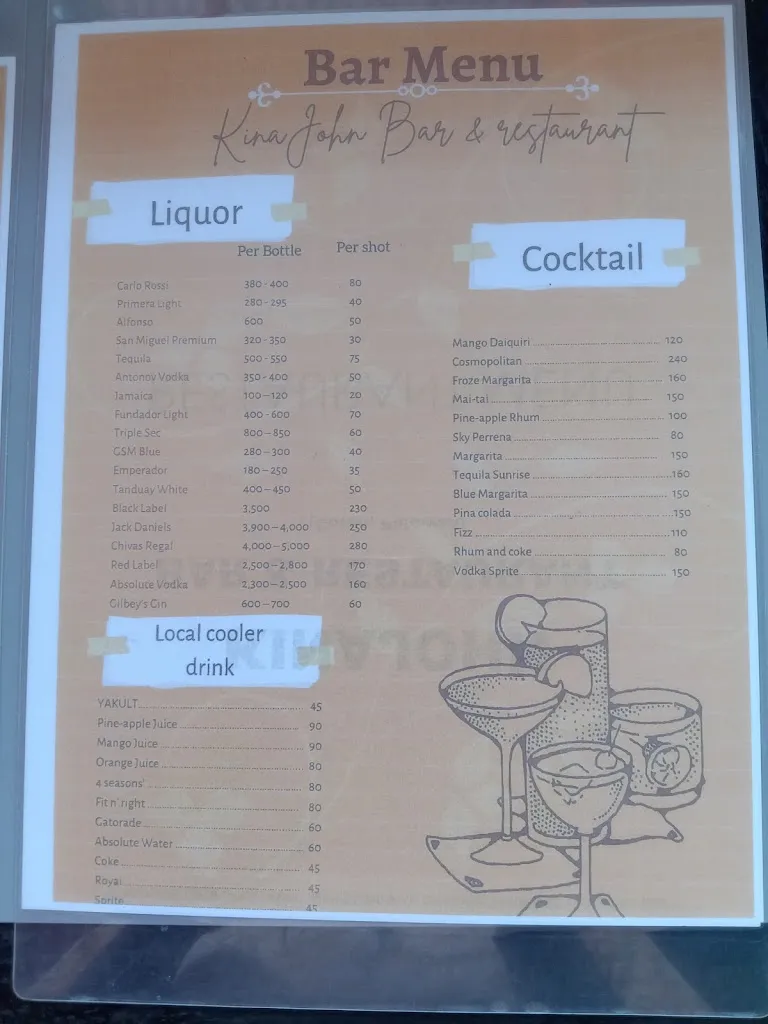 Bar Menu
Kina John Bar & restaurant
Liquor
Per Bottle Per shot
Carlo Rossi 380 - 400 80
Primera Light 280 - 295 40
Alfonso 600 50
San Miguel Premium 320 - 350 30
Tequila 500 - 550 75
Antonov Vodka 350 - 400 50
Jamaica 100 – 120 20
Fundador Light 400 - 600 70
Triple Sec 800 – 850 60
GSM Blue 280 – 300 40
Emperador 180 – 250 35
Tanduay White 400 – 450 50
Black Label 3,500 230
Jack Daniels 3,900 – 4,000 250
Chivas Regal 4,000 – 5,000 280
Red Label 2,500 – 2,800 170
Absolute Vodka 2,300 – 2,500 160
Gilbey's Gin 600 – 700 60
Local cooler
drink
YAKULT 45
Pine-apple Juice 90
Mango Juice 90
Orange Juice 80
4 seasons' 80
Fit n' right 80
Gatorade 60
Absolute Water 60
Coke 45
Royal 45
Sprite 45
Cocktail
Mango Daiquiri 120
Cosmopolitan 240
Froze Margarita 160
Mai-tai 150
Pine-apple Rhum 100
Sky Perrena 80
Margarita 150
Tequila Sunrise 160
Blue Margarita 150
Pina colada 150
Fizz 110
Rhum and coke 80
Vodka Sprite 150